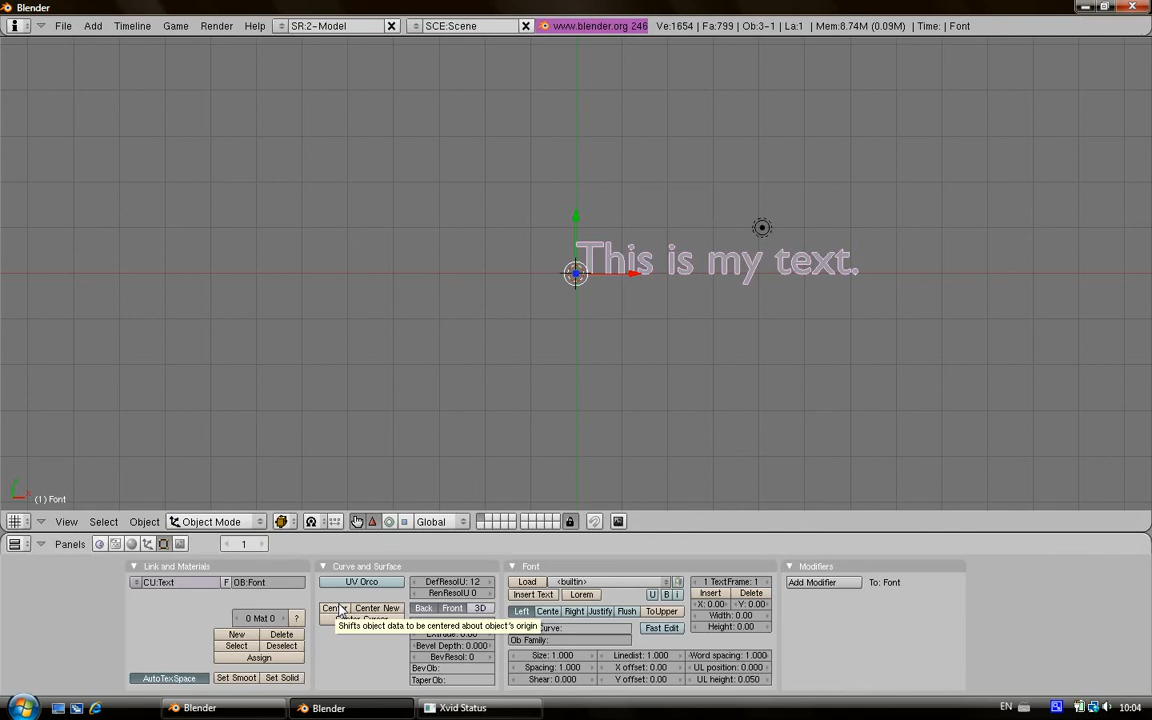 Blender
File Add Timeline Game Render Help SR:2-Model SCE:Scene www.blender.org 246 Ve:1654 | Fa:799 | Ob:3-1 | La:1 | Mem:8.74M (0.09M) | Time: | Font
This is my text.
(1) Font
View Select Object Object Mode Global
Panels 1
Link and Materials Curve and Surface Font Modifiers
CU:Text F OB:Font UV Orco DefResolU: 12 Load <builtin> 1 TextFrame: 1 Add Modifier To: Font
RenResolU 0 Insert Text Lorem U B i Insert Delete
Center New Back Front 3D Left Cente Right Justify Flush ToUpper X: 0.00 Y: 0.00
0 Mat 0 ? Width: 0.00
Shifts object data to be centered about object's origin Curve: Fast Edit Height: 0.00
New Delete Ob Family:
Select Delete Bevel Depth: 0.000
Assign BevResol: 0 Size: 1.000 Linedist: 1.000 Word spacing: 1.000
BevOb: Spacing: 1.000 X offset: 0.00 UL position: 0.000
AutoTexSpace Set Smoot Set Solid TaperOb: Shear: 0.000 Y offset: 0.00 UL height: 0.050
Blender Blender Xvid Status EN 10:04